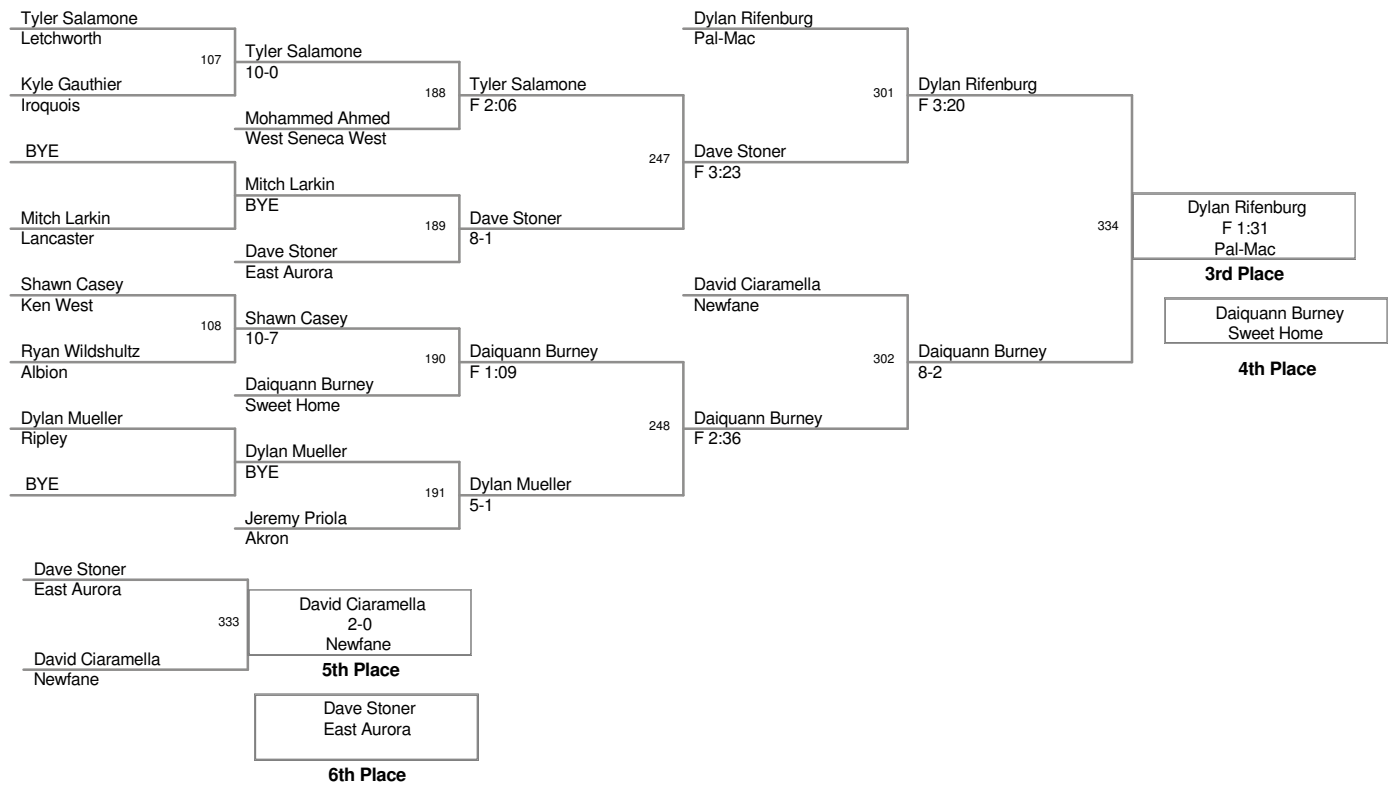 Tyler Salamone
Letchworth
107
Kyle Gauthier
Iroquois
BYE
Mitch Larkin
Lancaster
Shawn Casey
Ken West
108
Ryan Wildshultz
Albion
Dylan Mueller
Ripley
BYE
Tyler Salamone
10-0
188
Mohammed Ahmed
West Seneca West
Mitch Larkin
BYE
189
Dave Stoner
East Aurora
Shawn Casey
10-7
190
Daiquann Burney
Sweet Home
Dylan Mueller
BYE
191
Jeremy Priola
Akron
Tyler Salamone
F 2:06
247
Dave Stoner
8-1
Daiquann Burney
F 1:09
248
Dylan Mueller
5-1
Dylan Rifenburg
Pal-Mac
301
Dave Stoner
F 3:23
David Ciaramella
Newfane
302
Daiquann Burney
F 2:36
Dylan Rifenburg
F 3:20
334
Daiquann Burney
8-2
Dylan Rifenburg
F 1:31
Pal-Mac
3rd Place
Daiquann Burney
Sweet Home
4th Place
Dave Stoner
East Aurora
333
David Ciaramella
Newfane
David Ciaramella
2-0
Newfane
5th Place
Dave Stoner
East Aurora
6th Place